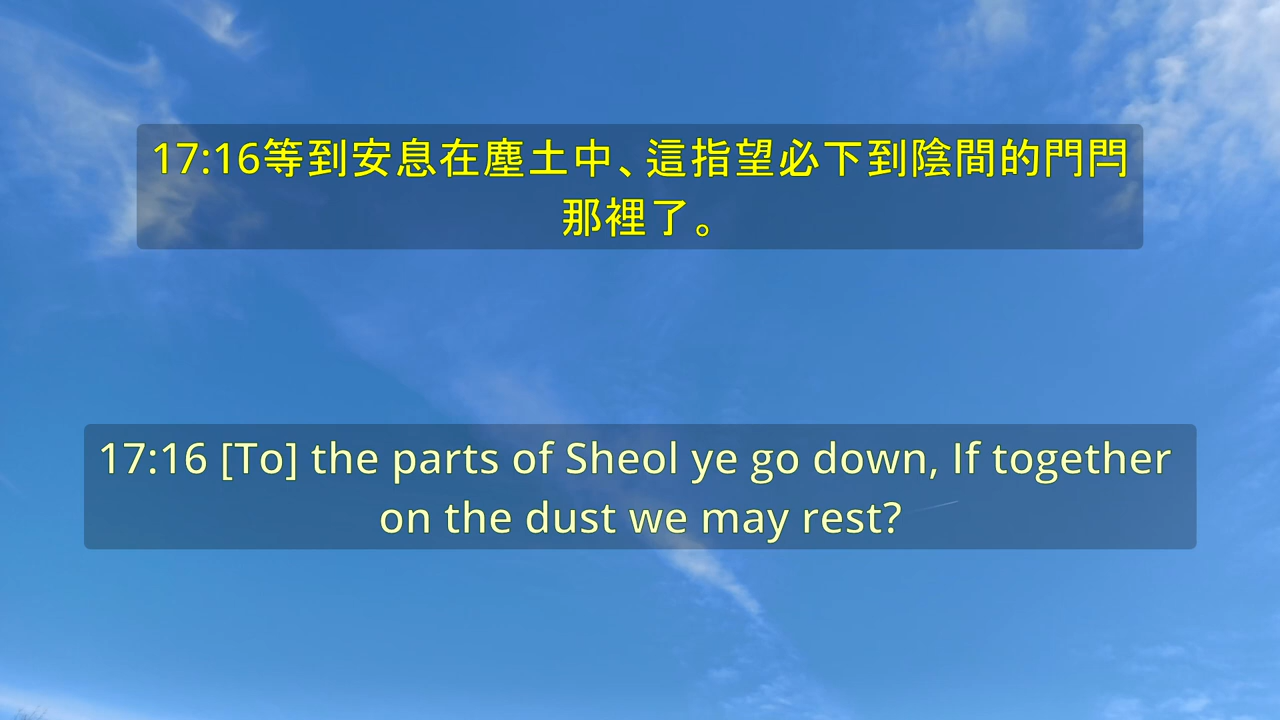 17:16等到安息在塵土中、這指望必下到陰間的門閂
那裡了。
17:16 [To] the parts of Sheol ye go down, If together
on the dust we may rest?